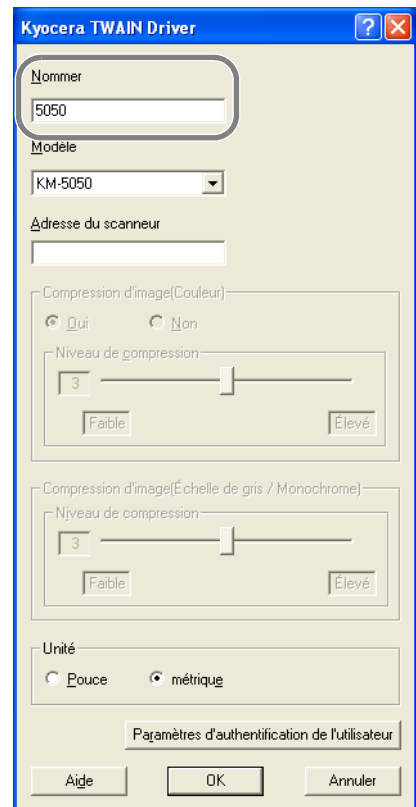 Kyocera TWAIN Driver
Nommer
5050
Modèle
KM-5050
Adresse du scanneur
Compression d'image(Couleur)
Oui Non
Niveau de compression
3
Faible Élevé
Compression d'image(Échelle de gris / Monochrome)
Niveau de compression
3
Faible Élevé
Unité
Pouce métrique
Paramètres d'authentification de l'utilisateur
Aide OK Annuler